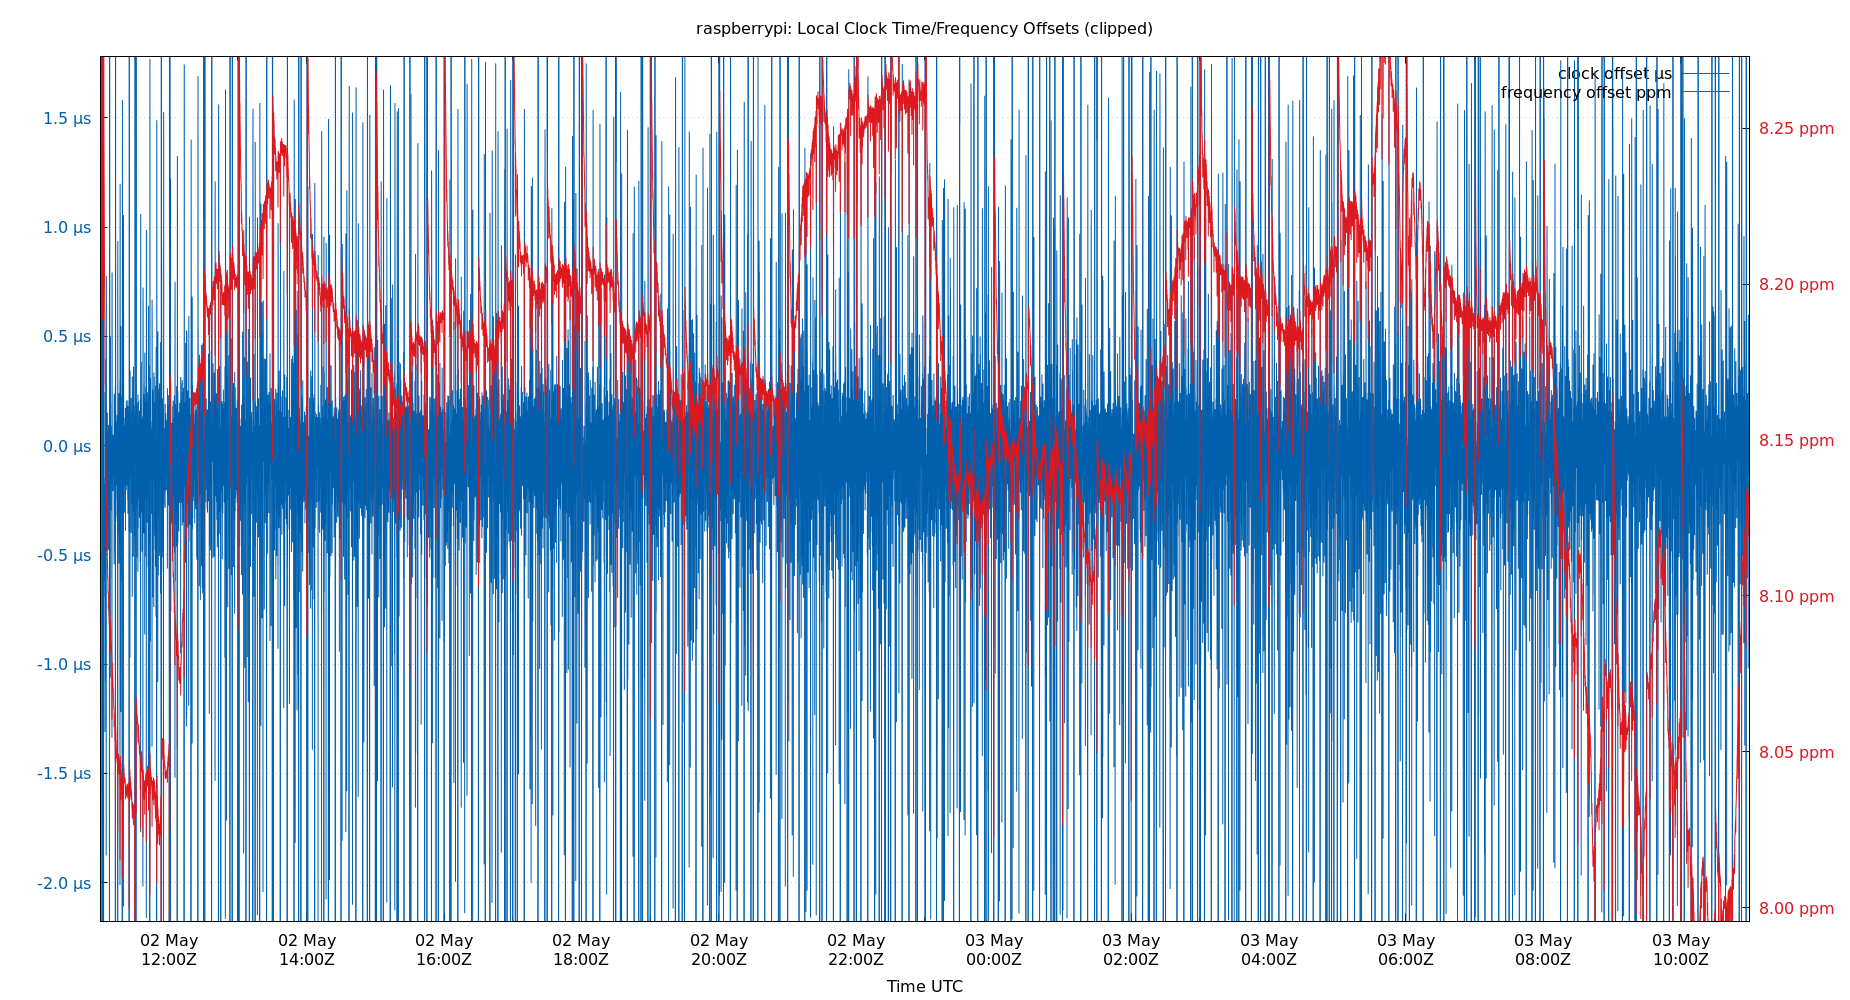 raspberrypi: Local Clock Time/Frequency Offsets (clipped)
clock offset µs
frequency offset ppm
1.5 µs
1.0 µs
0.5 µs
0.0 µs
-0.5 µs
-1.0 µs
-1.5 µs
-2.0 µs
8.25 ppm
8.20 ppm
8.15 ppm
8.10 ppm
8.05 ppm
8.00 ppm
02 May 02 May 02 May 02 May 02 May 02 May 03 May 03 May 03 May 03 May 03 May 03 May
12:00Z 14:00Z 16:00Z 18:00Z 20:00Z 22:00Z 00:00Z 02:00Z 04:00Z 06:00Z 08:00Z 10:00Z
Time UTC